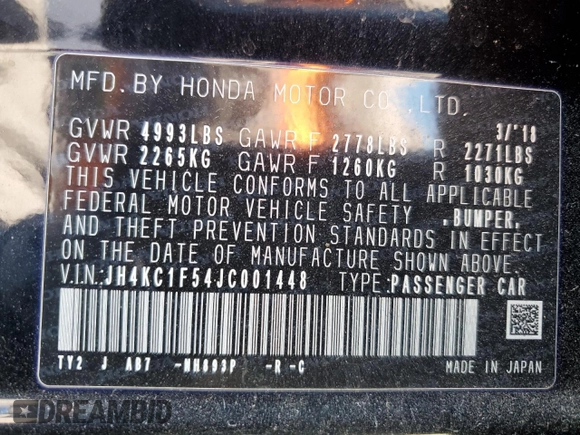 MFD. BY HONDA MOTOR CO.,LTD.
3/'18
GVWR 4993LBS GAWR F 2778LBS R 2271LBS
GVWR 2265KG GAWR F 1260KG R 1030KG
THIS VEHICLE CONFORMS TO ALL APPLICABLE
FEDERAL MOTOR VEHICLE SAFETY ,BUMPER,
AND THEFT PREVENTION STANDARDS IN EFFECT
ON THE DATE OF MANUFACTURE SHOWN ABOVE.
V.I.N.:JH4KC1F54JC001448 TYPE:PASSENGER CAR
TY2 J AB7 -NH893P -R -C
MADE IN JAPAN
DREAMBID